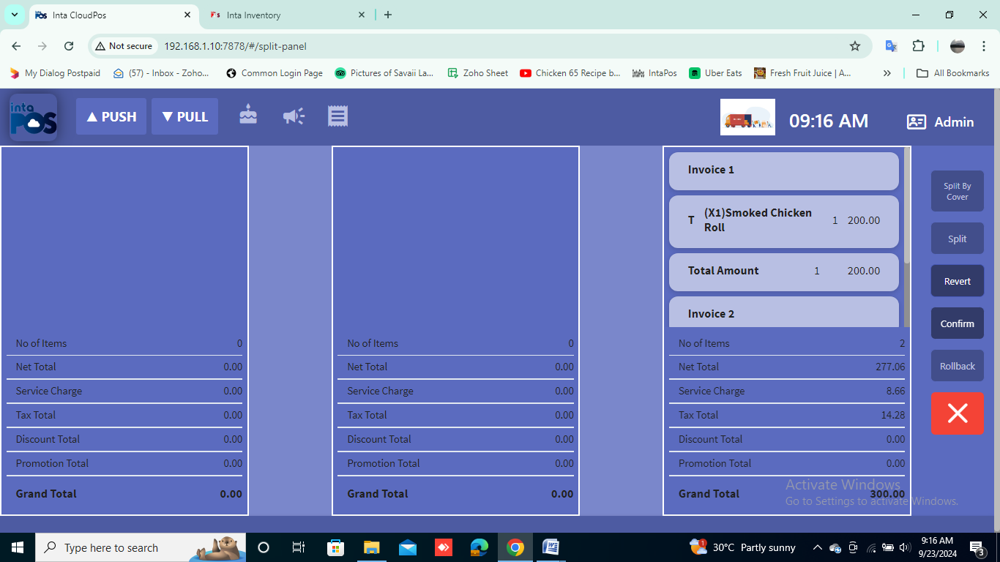 Inta CloudPos
Inta Inventory
Not secure
192.168.1.10:7878/#/split-panel
My Dialog Postpaid
(57) - Inbox - Zoho...
Common Login Page
Pictures of Savaii La...
Zoho Sheet
Chicken 65 Recipe b...
IntaPos
Uber Eats
Fresh Fruit Juice | A...
All Bookmarks
inta
POS
PUSH
PULL
09:16 AM
Admin
Invoice 1
T (X1)Smoked Chicken Roll 1 200.00
Total Amount 1 200.00
Invoice 2
No of Items 0
Net Total 0.00
Service Charge 0.00
Tax Total 0.00
Discount Total 0.00
Promotion Total 0.00
Grand Total 0.00
No of Items 0
Net Total 0.00
Service Charge 0.00
Tax Total 0.00
Discount Total 0.00
Promotion Total 0.00
Grand Total 0.00
No of Items 2
Net Total 277.06
Service Charge 8.66
Tax Total 14.28
Discount Total 0.00
Promotion Total 0.00
Grand Total 300.00
Split By
Cover
Split
Revert
Confirm
Rollback
Activate Windows
Go to Settings to activate Windows.
Type here to search
30°C Partly sunny
9:16 AM
9/23/2024
3